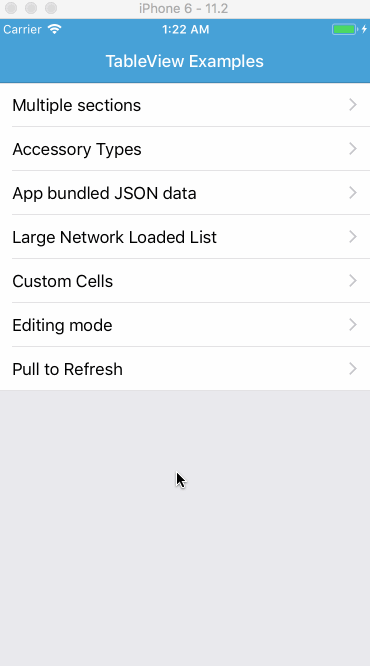 iPhone 6 - 11.2
Carrier 1:22 AM
TableView Examples
Multiple sections
Accessory Types
App bundled JSON data
Large Network Loaded List
Custom Cells
Editing mode
Pull to Refresh